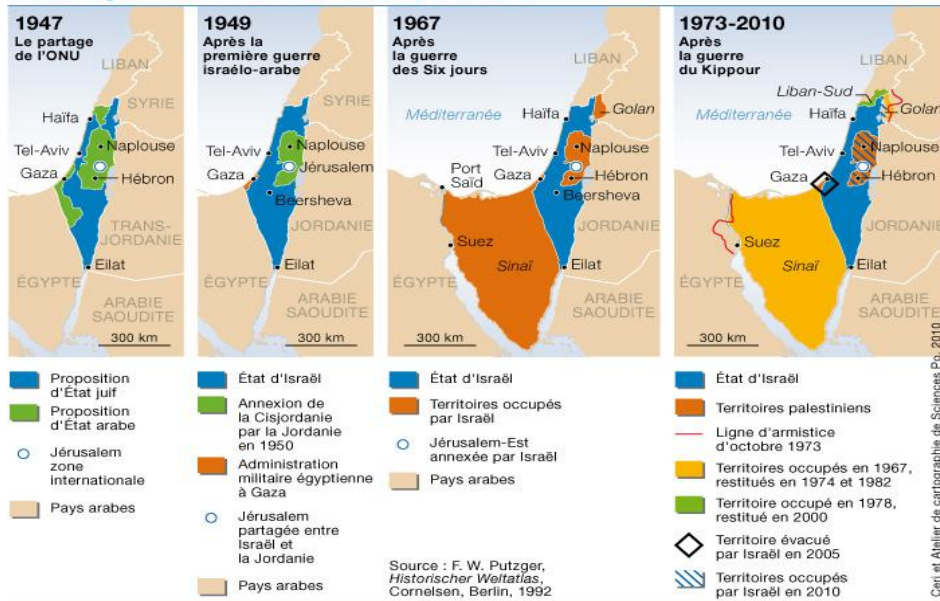 1947
Le partage
de l'ONU
LIBAN
SYRIE
Haïfa
Naplouse
Tel-Aviv
Gaza
Hébron
TRANS-
JORDANIE
Eilat
ÉGYPTE
ARABIE
SAOUDITE
300 km
Proposition
d'État juif
Proposition
d'État arabe
Jérusalem
zone
internationale
Pays arabes
1949
Après la
première guerre
israélo-arabe
LIBAN
SYRIE
Haïfa
Naplouse
Tel-Aviv
Jérusalem
Gaza
Hébron
Beersheva
JORDANIE
Eilat
ÉGYPTE
ARABIE
SAOUDITE
300 km
État d'Israël
Annexion de
la Cisjordanie
par la Jordanie
en 1950
Administration
militaire égyptienne
à Gaza
Jérusalem
partagée entre
Israël et
la Jordanie
Pays arabes
1967
Après
la guerre
des Six jours
LIBAN
SYRIE
Méditerranée
Golan
Haïfa
Naplouse
Tel-Aviv
Gaza
Hébron
Port
Saïd
Beersheva
JORDANIE
Suez
Sinaï
Eilat
ÉGYPTE
ARABIE
SAOUDITE
300 km
État d'Israël
Territoires occupés
par Israël
Jérusalem-Est
annexée par Israël
Pays arabes
Source : F. W. Putzger,
Historischer Weltatlas,
Cornelsen, Berlin, 1992
1973-2010
Après
la guerre
du Kippour
LIBAN
Liban-Sud
SYRIE
Méditerranée
Golan
Haïfa
Naplouse
Tel-Aviv
Gaza
Hébron
JORDANIE
Suez
Sinaï
Eilat
ÉGYPTE
ARABIE
SAOUDITE
300 km
État d'Israël
Territoires palestiniens
Ligne d'armistice
d'octobre 1973
Territoires occupés en 1967,
restitués en 1974 et 1982
Territoire occupé en 1978,
restitué en 2000
Territoire évacué
par Israël en 2005
Territoires occupés
par Israël en 2010
Ceri et Atelier de cartographie de Sciences Po, 2010